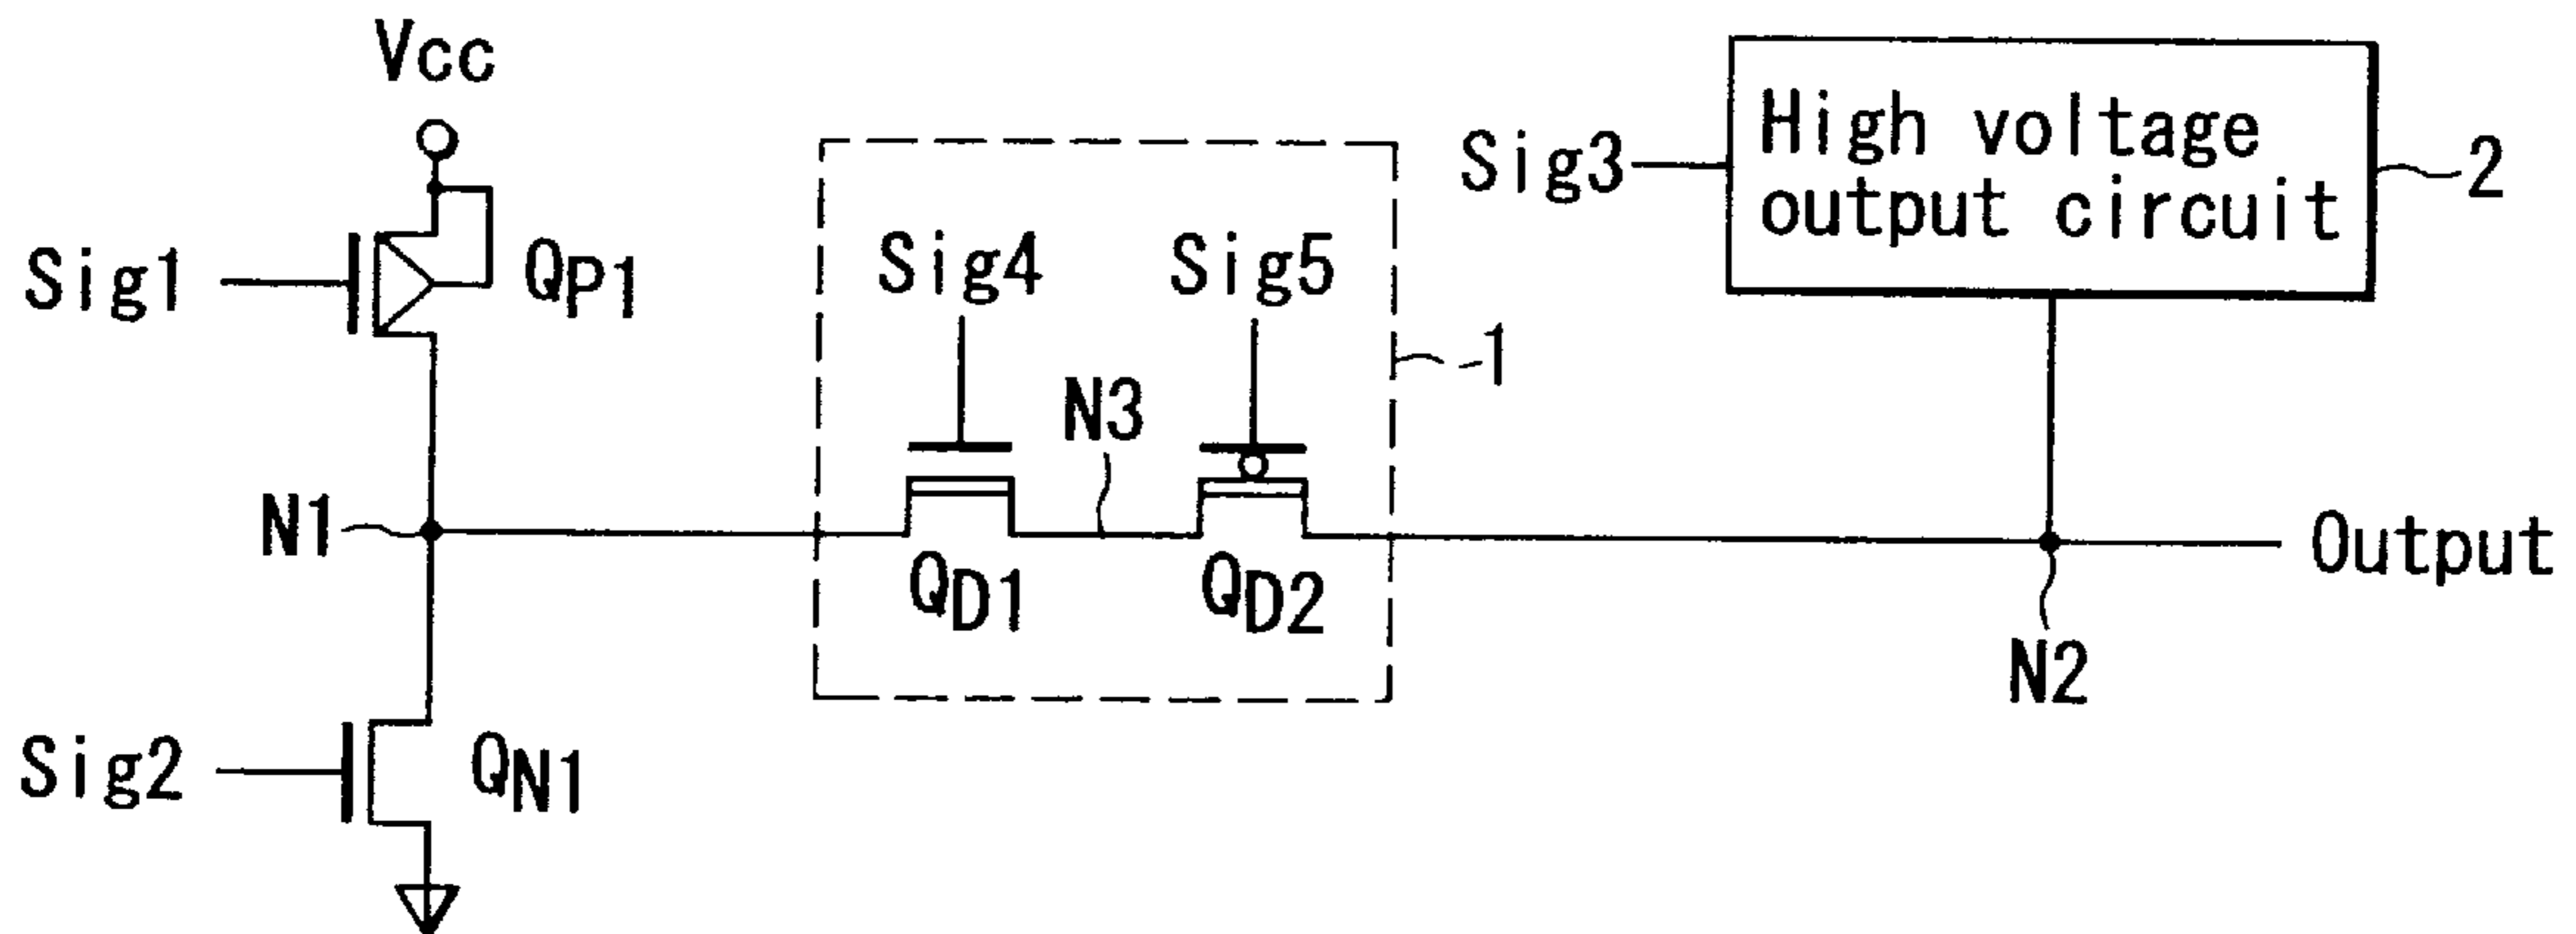 Vcc
Sig1
QP1
N1
Sig2
QN1
Sig4
Sig5
N3
QD1
QD2
1
Sig3
High voltage
output circuit
2
Output
N2